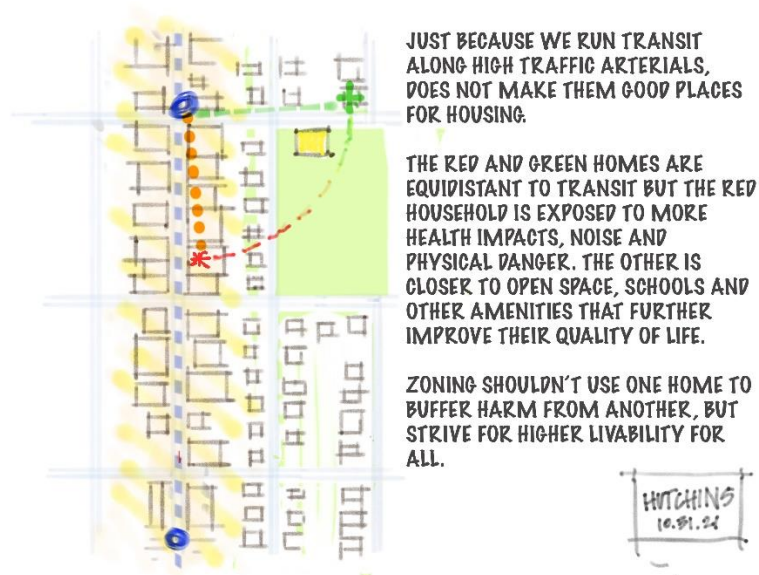 JUST BECAUSE WE RUN TRANSIT
ALONG HIGH TRAFFIC ARTERIALS,
DOES NOT MAKE THEM GOOD PLACES
FOR HOUSING.
THE RED AND GREEN HOMES ARE
EQUIDISTANT TO TRANSIT BUT THE RED
HOUSEHOLD IS EXPOSED TO MORE
HEALTH IMPACTS, NOISE AND
PHYSICAL DANGER. THE OTHER IS
CLOSER TO OPEN SPACE, SCHOOLS AND
OTHER AMENITIES THAT FURTHER
IMPROVE THEIR QUALITY OF LIFE.
ZONING SHOULDN'T USE ONE HOME TO
BUFFER HARM FROM ANOTHER, BUT
STRIVE FOR HIGHER LIVABILITY FOR
ALL.
HUTCHINS